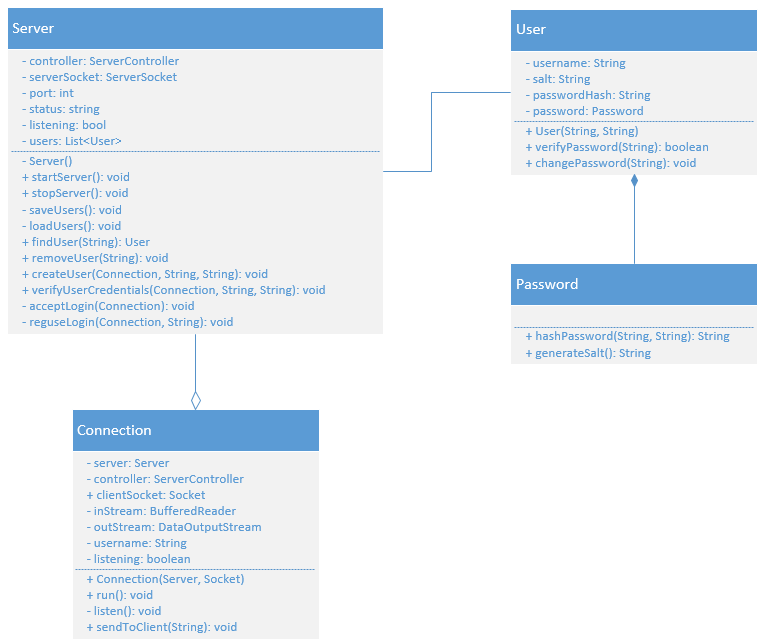 Server
- controller: ServerController
- serverSocket: ServerSocket
- port: int
- status: string
- listening: bool
- users: List<User>
- Server()
+ startServer(): void
+ stopServer(): void
- saveUsers(): void
- loadUsers(): void
+ findUser(String): User
+ removeUser(String): void
+ createUser(Connection, String, String): void
+ verifyUserCredentials(Connection, String, String): void
- acceptLogin(Connection): void
- reguseLogin(Connection, String): void
User
- username: String
- salt: String
- passwordHash: String
- password: Password
+ User(String, String)
+ verifyPassword(String): boolean
+ changePassword(String): void
Password
+ hashPassword(String, String): String
+ generateSalt(): String
Connection
- server: Server
- controller: ServerController
+ clientSocket: Socket
- inStream: BufferedReader
- outStream: DataOutputStream
- username: String
- listening: boolean
+ Connection(Server, Socket)
+ run(): void
- listen(): void
+ sendToClient(String): void